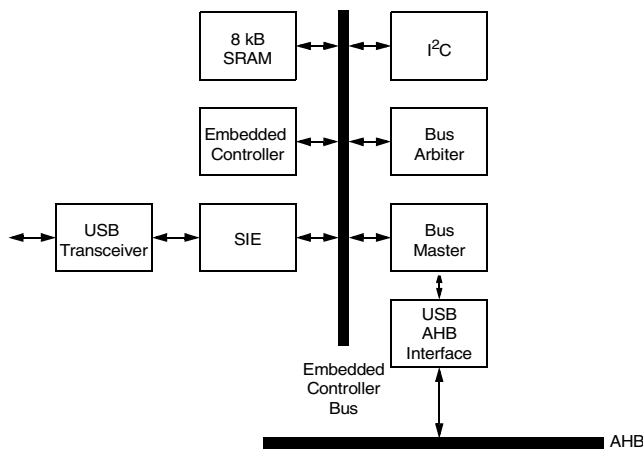 8 kB
SRAM
I²C
Embedded
Controller
Bus
Arbiter
USB
Transceiver
SIE
Bus
Master
USB
AHB
Interface
Embedded
Controller
Bus
AHB